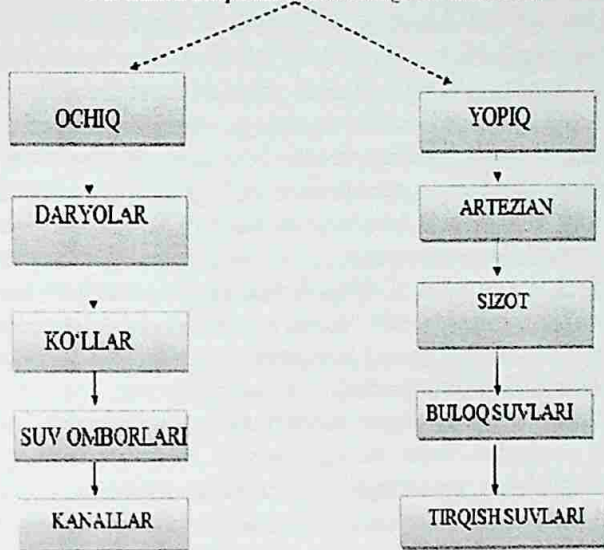 OCHIQ
DARYOLAR
KO‘LLAR
SUV OMBORLARI
KANALLAR
YOPIQ
ARTEZIAN
SIZOT
BULOQ SUVLARI
TIRQISH SUVLARI